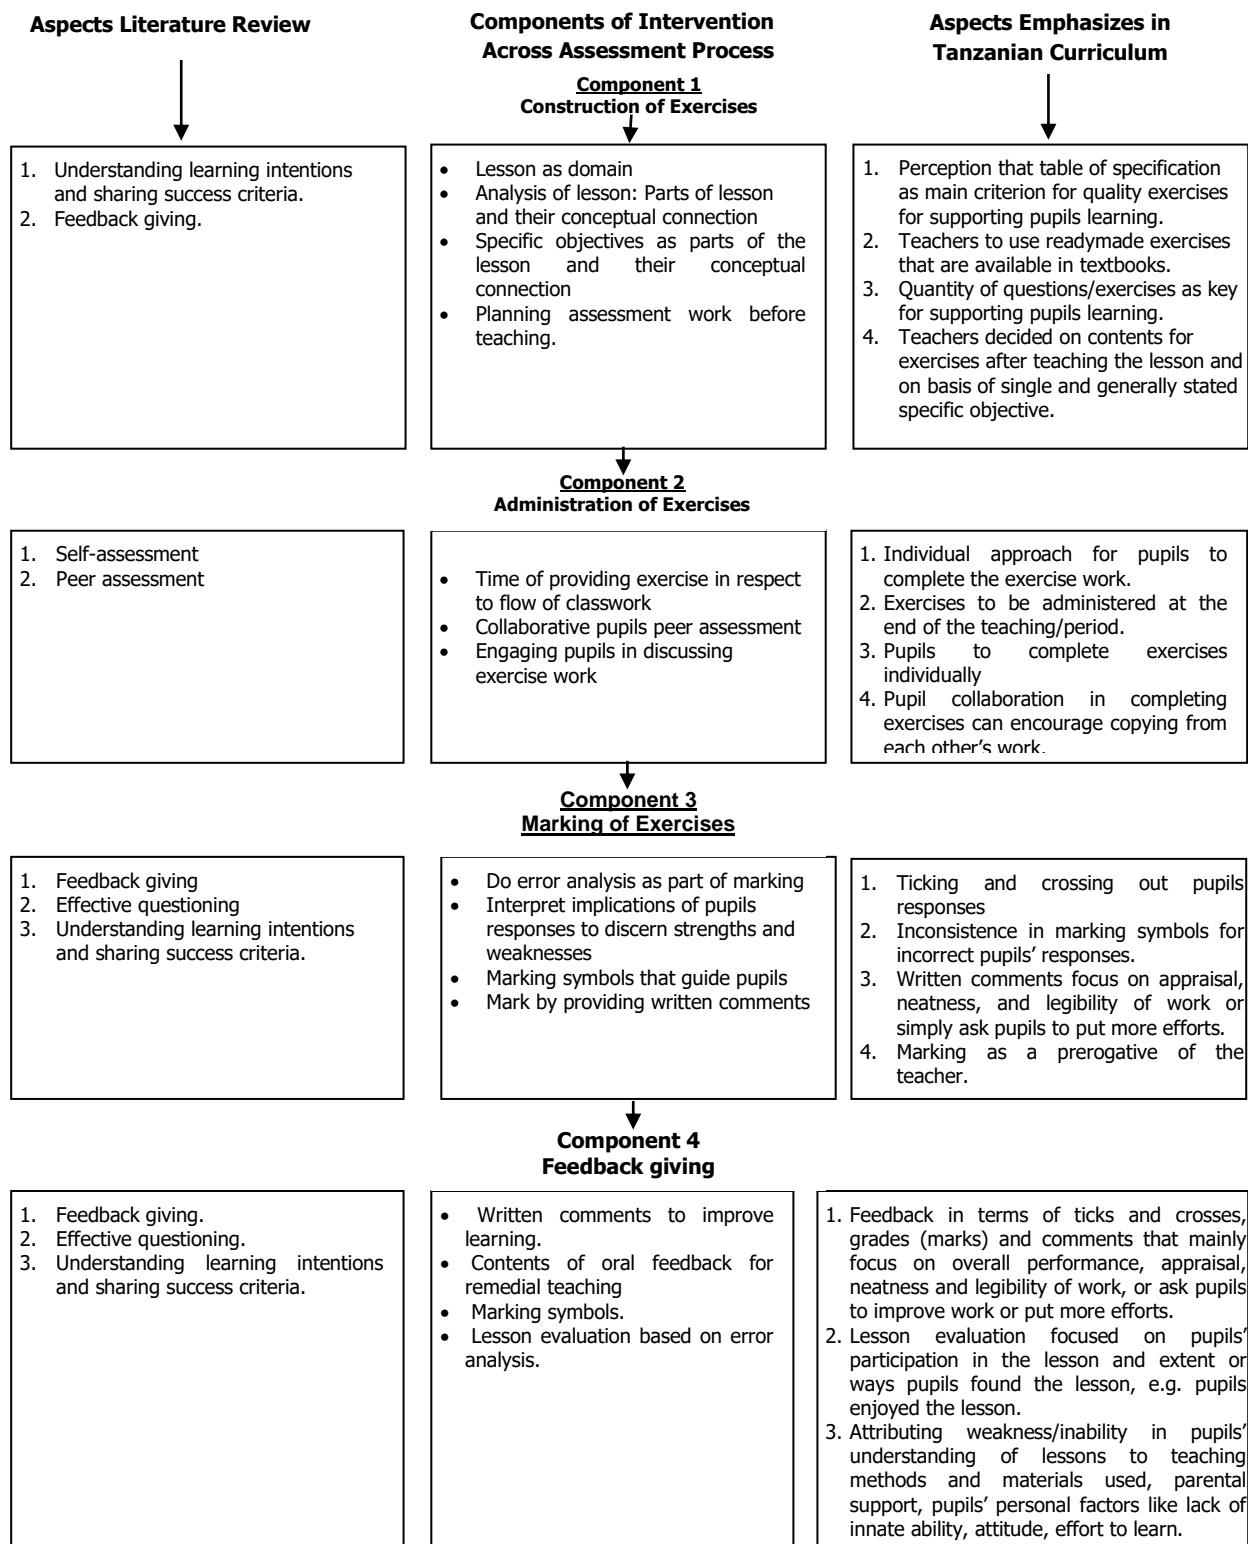 Aspects Literature Review
Components of Intervention
Across Assessment Process
Aspects Emphasizes in
Tanzanian Curriculum
Component 1
Construction of Exercises
1. Understanding learning intentions
and sharing success criteria.
2. Feedback giving.
• Lesson as domain
• Analysis of lesson: Parts of lesson
and their conceptual connection
• Specific objectives as parts of the
lesson and their conceptual
connection
• Planning assessment work before
teaching.
1. Perception that table of specification
as main criterion for quality exercises
for supporting pupils learning.
2. Teachers to use readymade exercises
that are available in textbooks.
3. Quantity of questions/exercises as key
for supporting pupils learning.
4. Teachers decided on contents for
exercises after teaching the lesson and
on basis of single and generally stated
specific objective.
Component 2
Administration of Exercises
1. Self-assessment
2. Peer assessment
• Time of providing exercise in respect
to flow of classwork
• Collaborative pupils peer assessment
• Engaging pupils in discussing
exercise work
1. Individual approach for pupils to
complete the exercise work.
2. Exercises to be administered at the
end of the teaching/period.
3. Pupils to complete exercises
individually
4. Pupil collaboration in completing
exercises can encourage copying from
each other's work.
Component 3
Marking of Exercises
1. Feedback giving
2. Effective questioning
3. Understanding learning intentions
and sharing success criteria.
• Do error analysis as part of marking
• Interpret implications of pupils
responses to discern strengths and
weaknesses
• Marking symbols that guide pupils
• Mark by providing written comments
1. Ticking and crossing out pupils
responses
2. Inconsistence in marking symbols for
incorrect pupils' responses.
3. Written comments focus on appraisal,
neatness, and legibility of work or
simply ask pupils to put more efforts.
4. Marking as a prerogative of the
teacher.
Component 4
Feedback giving
1. Feedback giving.
2. Effective questioning.
3. Understanding learning intentions
and sharing success criteria.
• Written comments to improve
learning.
• Contents of oral feedback for
remedial teaching
• Marking symbols.
• Lesson evaluation based on error
analysis.
1. Feedback in terms of ticks and crosses,
grades (marks) and comments that mainly
focus on overall performance, appraisal,
neatness and legibility of work, or ask pupils
to improve work or put more efforts.
2. Lesson evaluation focused on pupils'
participation in the lesson and extent or
ways pupils found the lesson, e.g. pupils
enjoyed the lesson.
3. Attributing weakness/inability in pupils'
understanding of lessons to teaching
methods and materials used, parental
support, pupils' personal factors like lack of
innate ability, attitude, effort to learn.